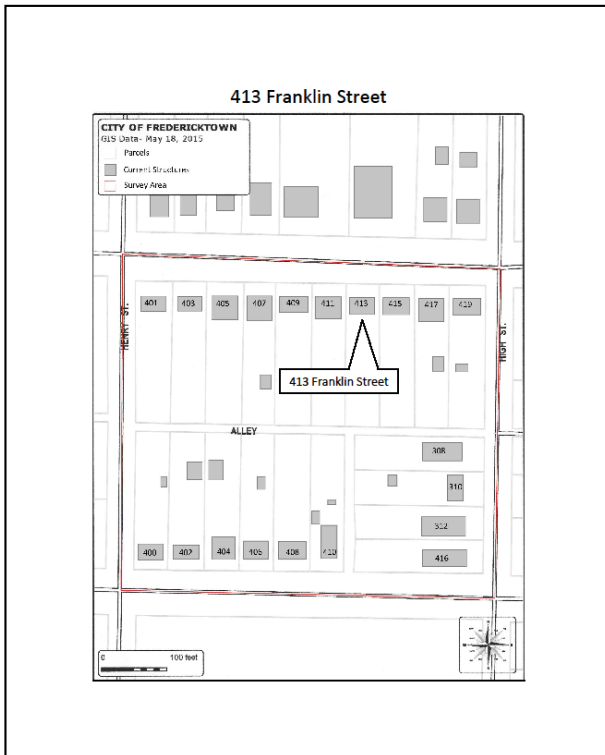 413 Franklin Street
CITY OF FREDERICKTOWN
GIS Data- May 18, 2015
Parcels
Current Structures
Survey Area
HENRY ST.
HIGH ST.
401 403 405 407 409 411 413 415 417 419
413 Franklin Street
ALLEY
308
310
312
416
400 402 404 406 408 410
0 100 feet